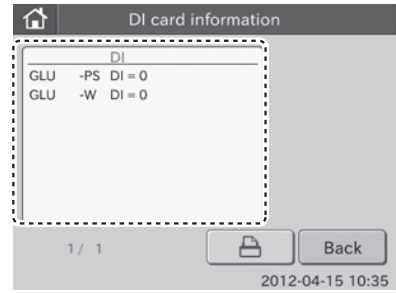 DI card information
DI
GLU -PS DI = 0
GLU -W DI = 0
1 / 1
Back
2012-04-15 10:35